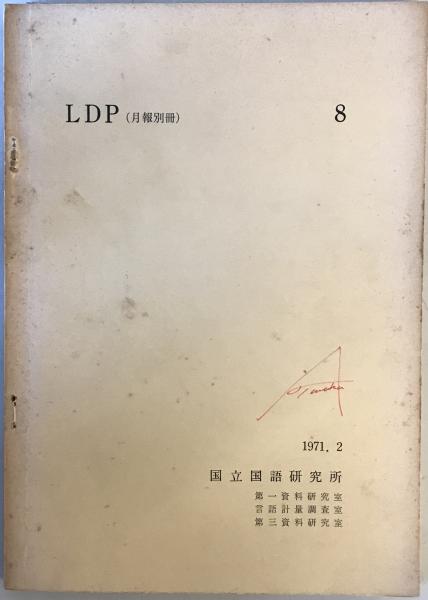 LDP (月報別冊) 8
1971. 2
国立国語研究所
第一資料研究室
言語計量調査室
第三資料研究室